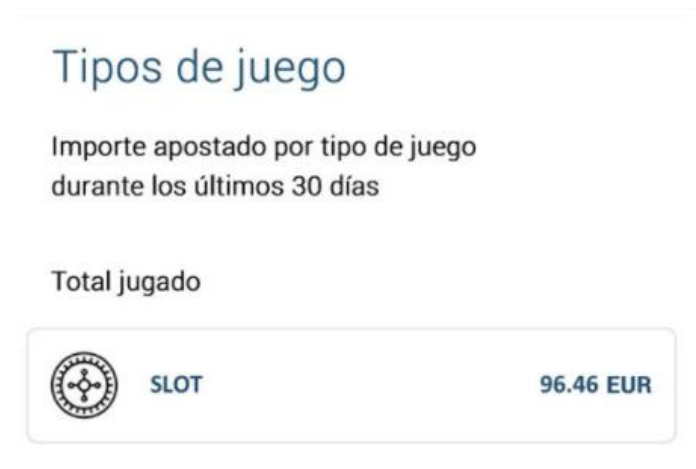 Tipos de juego
Importe apostado por tipo de juego
durante los últimos 30 días
Total jugado
SLOT 96.46 EUR